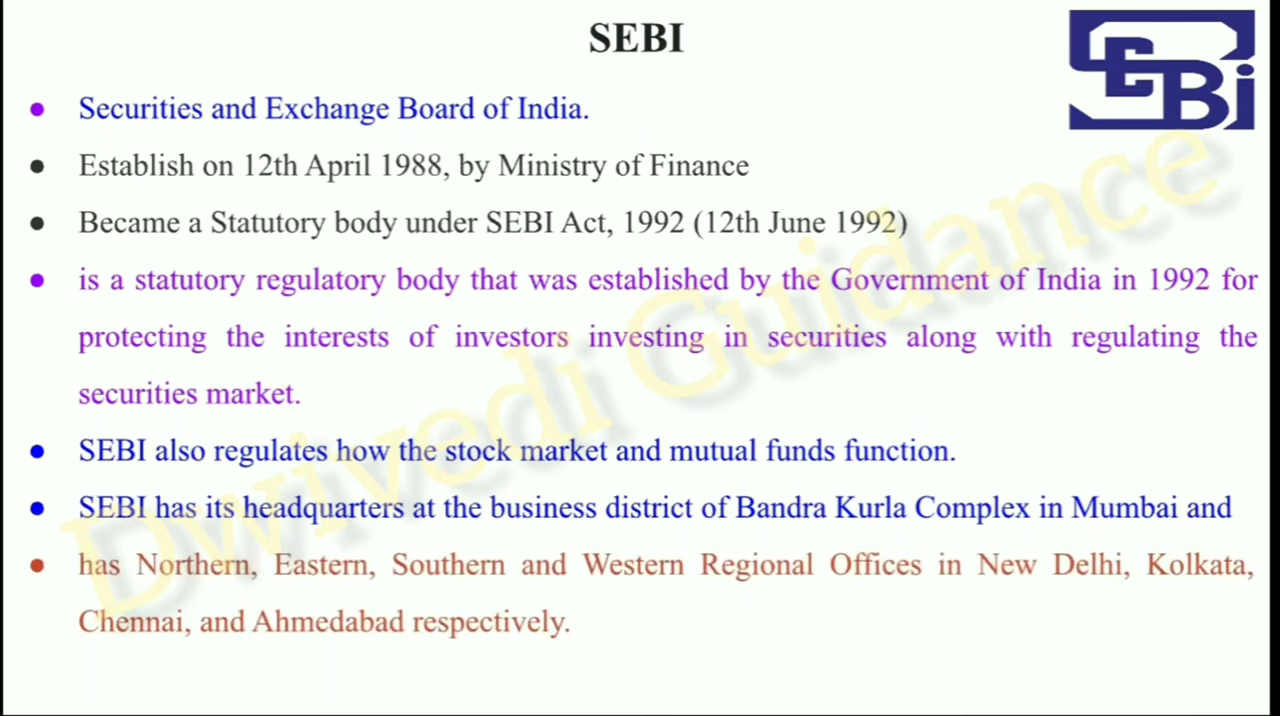 SEBI
SEBi
• Securities and Exchange Board of India.
• Establish on 12th April 1988, by Ministry of Finance
• Became a Statutory body under SEBI Act, 1992 (12th June 1992)
• is a statutory regulatory body that was established by the Government of India in 1992 for
protecting the interests of investors investing in securities along with regulating the
securities market.
• SEBI also regulates how the stock market and mutual funds function.
• SEBI has its headquarters at the business district of Bandra Kurla Complex in Mumbai and
• has Northern, Eastern, Southern and Western Regional Offices in New Delhi, Kolkata,
Chennai, and Ahmedabad respectively.
Dwivedi Guidance